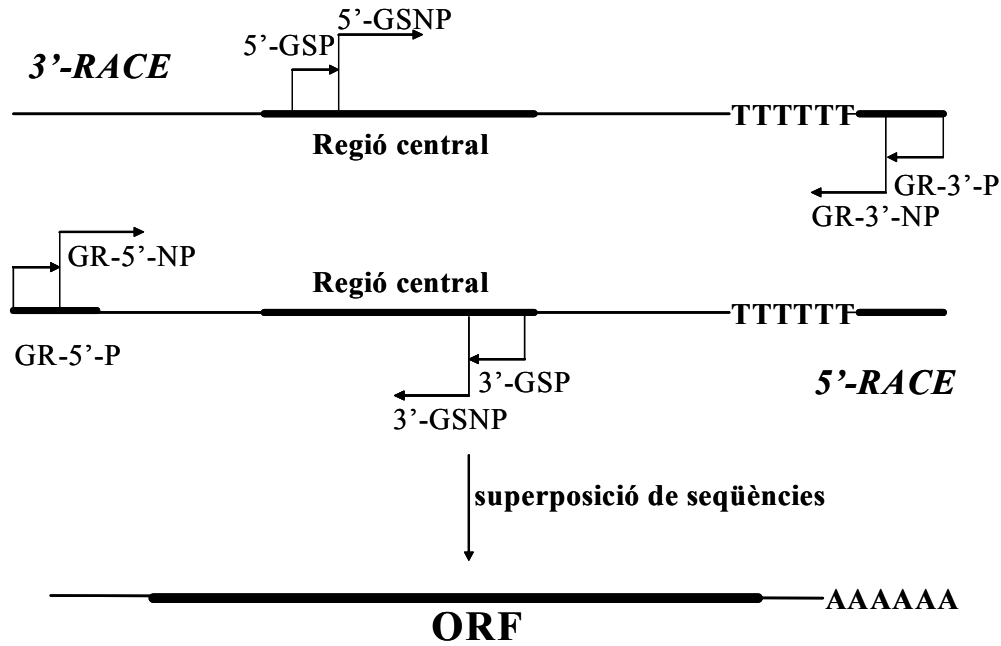 5’-GSNP
5’-GSP
3’-RACE
TTTTTT
Regió central
GR-3’-P
GR-3’-NP
GR-5’-NP
Regió central
TTTTTT
GR-5’-P
3’-GSP
5’-RACE
3’-GSNP
superposició de seqüències
AAAAAA
ORF